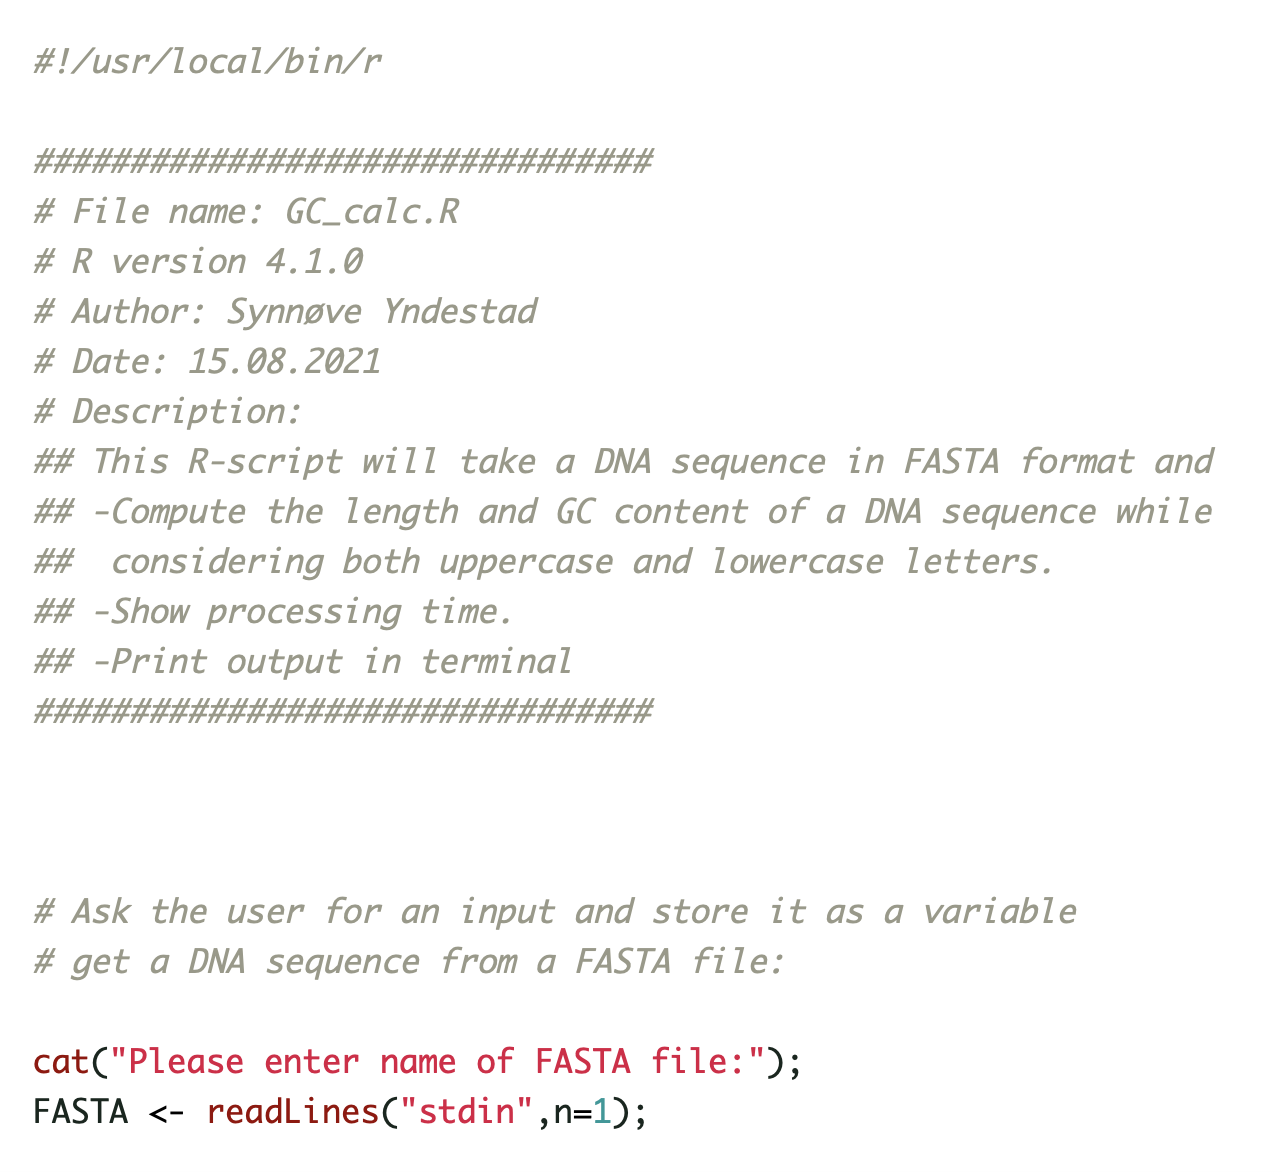 #!/usr/local/bin/r
################################
# File name: GC_calc.R
# R version 4.1.0
# Author: Synnøve Yndestad
# Date: 15.08.2021
# Description:
## This R-script will take a DNA sequence in FASTA format and
## -Compute the length and GC content of a DNA sequence while
##  considering both uppercase and lowercase letters.
## -Show processing time.
## -Print output in terminal
################################
# Ask the user for an input and store it as a variable
# get a DNA sequence from a FASTA file:
cat("Please enter name of FASTA file:");
FASTA <- readLines("stdin",n=1);